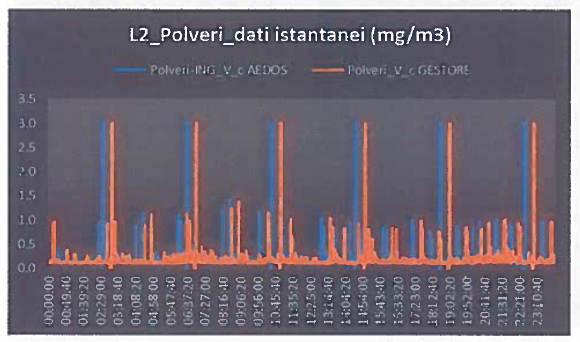 L2_Polveri_dati istantanei (mg/m3)
Polveri-ING_V_c AEDOS Polveri_V_c GESTORE
3.5
3.0
2.5
2.0
1.5
1.0
0.5
0.0
00:00:00 00:49:40 01:39:20 02:29:00 03:18:40 04:08:20 04:58:00 05:47:40 06:37:20 07:27:00 08:16:40 09:06:20 09:56:00 10:45:40 11:35:20 12:25:00 13:14:40 14:04:20 14:54:00 15:43:40 16:33:20 17:23:00 18:12:40 19:02:20 19:52:00 20:41:40 21:31:20 22:21:00 23:10:40